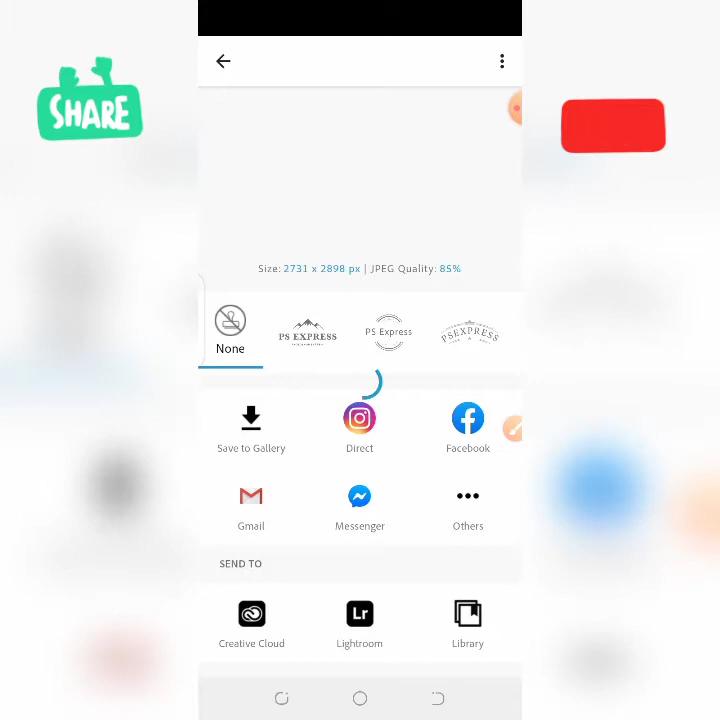 SHARE
Size: 2731 x 2898 px | JPEG Quality: 85%
None
PS EXPRESS
PS Express
PSEXPRESS
Save to Gallery
Direct
Facebook
Gmail
Messenger
Others
SEND TO
Creative Cloud
Lr
Lightroom
Library